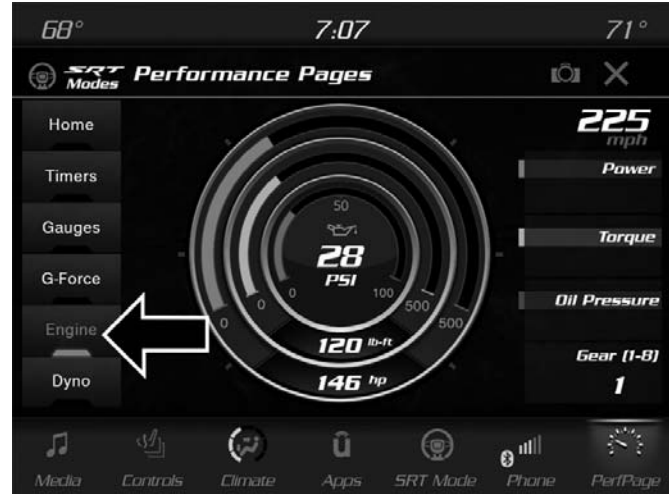 68° 7:07 71°
SRT Modes Performance Pages
Home
Timers
Gauges
G-Force
Engine
Dyno
50
28
PSI
0 100
0 500
0 500
120 lb-ft
146 hp
225
mph
Power
Torque
Oil Pressure
Gear (1-8)
1
Media Controls Climate Apps SRT Mode Phone PerfPage